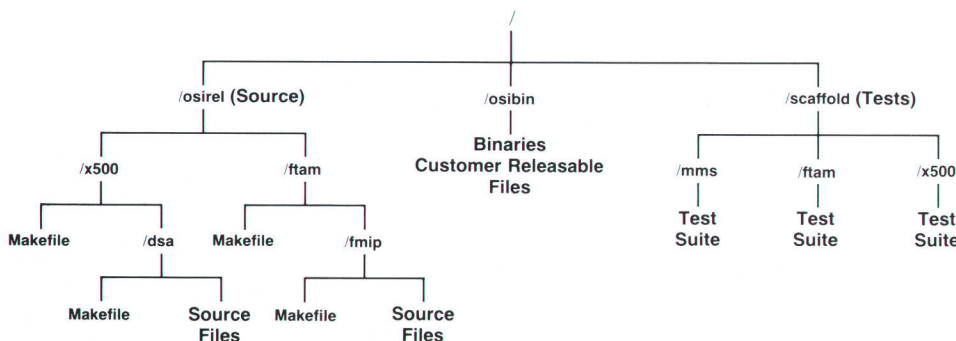 /
/osirel (Source)
/osibin
/scaffold (Tests)
Binaries
Customer Releasable
Files
/x500
/ftam
/mms
/ftam
/x500
Test
Suite
Test
Suite
Test
Suite
Makefile
/dsa
Makefile
/fmip
Makefile
Source
Files
Makefile
Source
Files